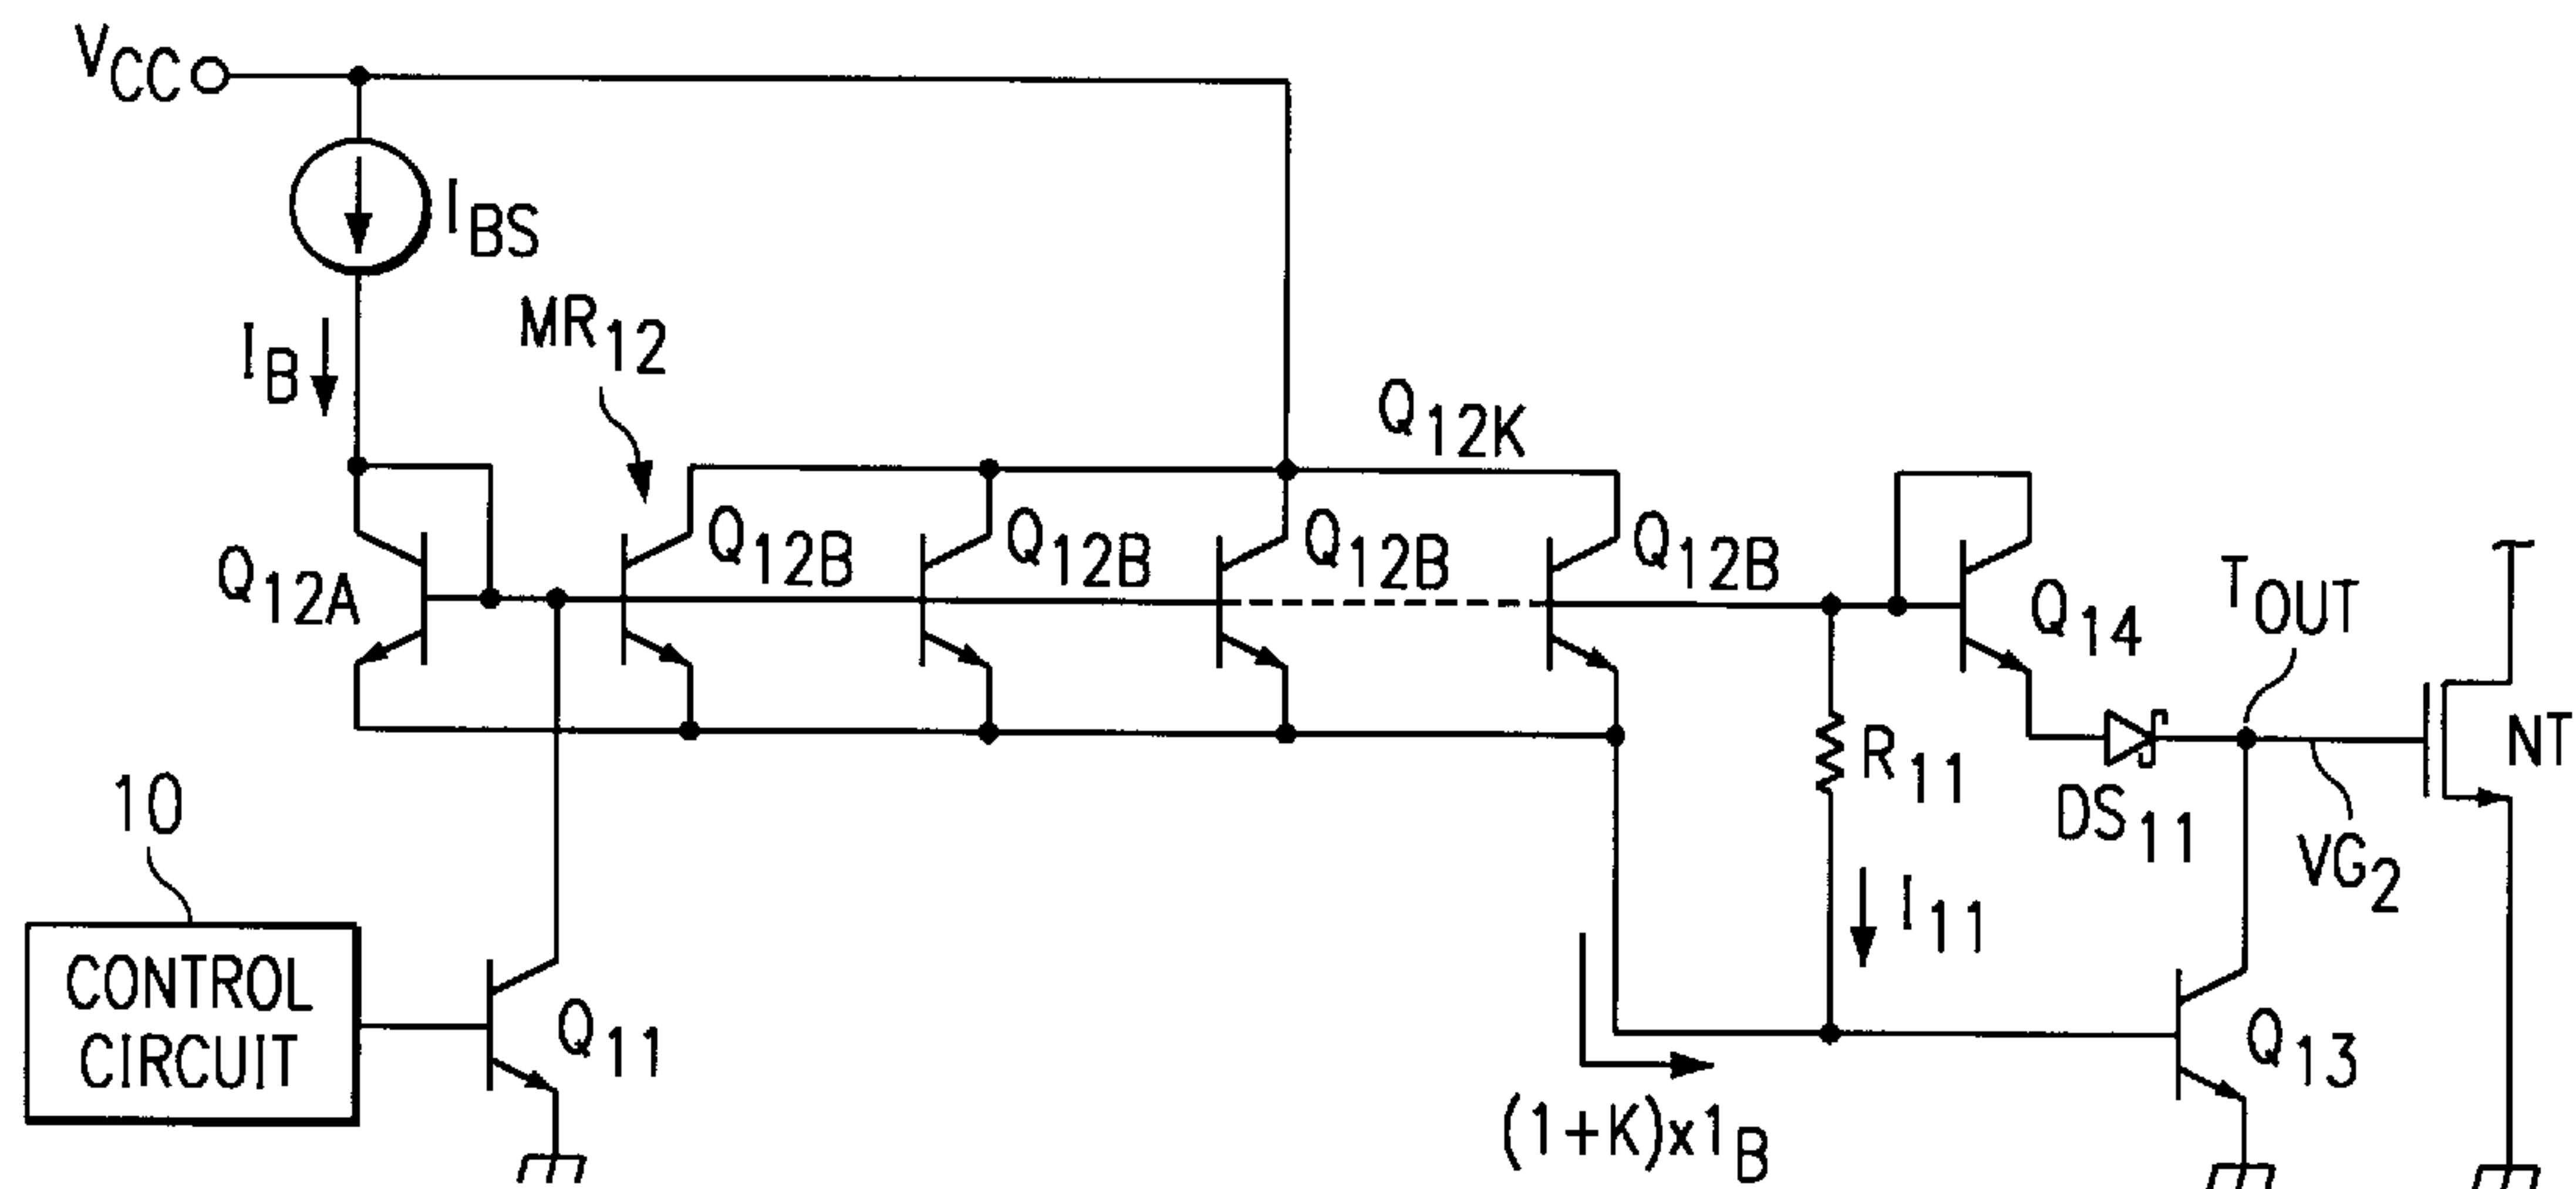 VCC
IBS
IB
MR12
Q12K
Q12A
Q12B
Q12B
Q12B
Q12B
Q14
TOUT
NT
R11
DS11
VG2
I11
10
CONTROL
CIRCUIT
Q11
Q13
(1+K)x1B